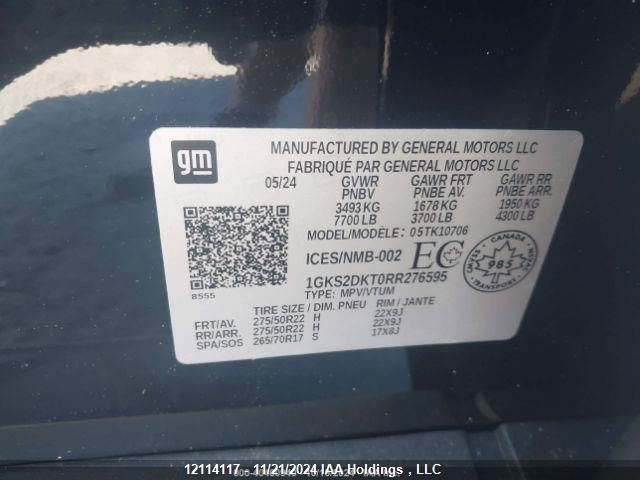 gm
MANUFACTURED BY GENERAL MOTORS LLC
FABRIQUÉ PAR GENERAL MOTORS LLC
05/24 GVWR GAWR FRT GAWR RR
PNBV PNBE AV. PNBE ARR.
3493 KG 1678 KG 1950 KG
7700 LB 3700 LB 4300 LB
MODEL/MODÈLE: 05TK10706
ICES/NMB-002 EC
CANADA 985
8555
1GKS2DKT0RR276595
TYPE: MPV/VTUM
TIRE SIZE / DIM. PNEU RIM / JANTE
FRT/AV. 275/50R22 H 22X9J
RR/ARR. 275/50R22 H 22X9J
SPA/SOS 265/70R17 S 17X8J
12114117 - 11/21/2024 IAA Holdings , LLC